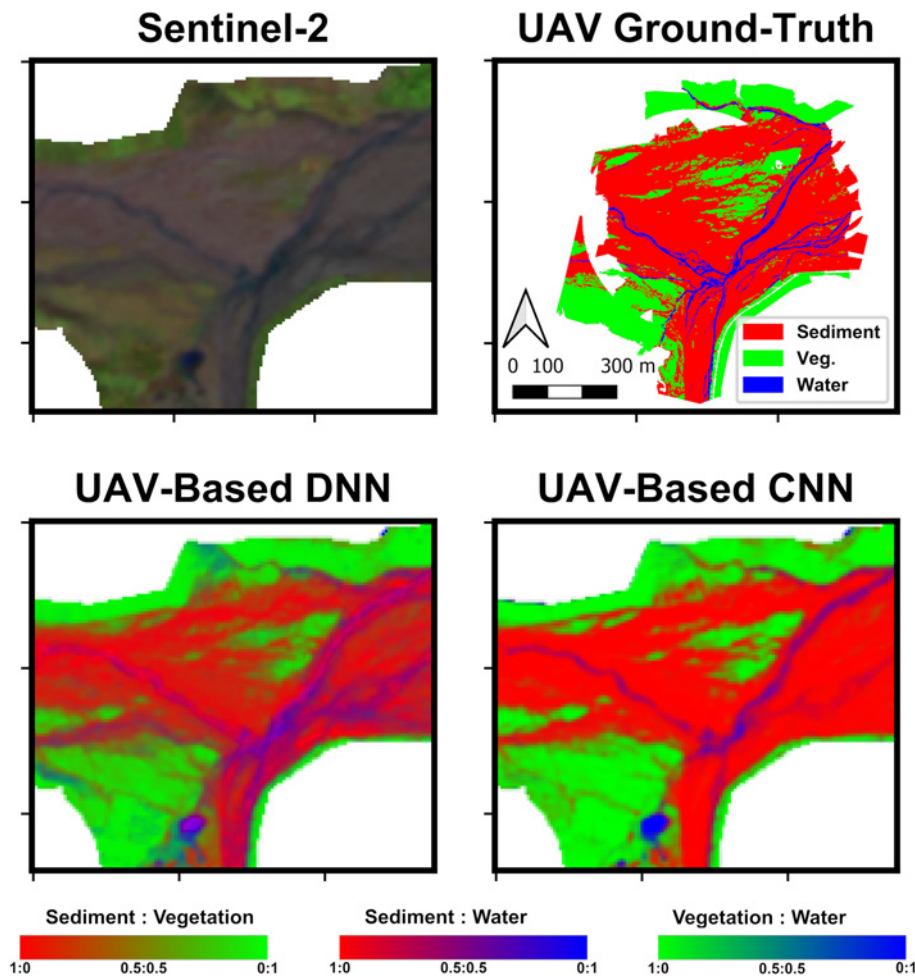 Sentinel-2
UAV Ground-Truth
Sediment
Veg.
Water
0 100 300 m
UAV-Based DNN
UAV-Based CNN
Sediment : Vegetation
Sediment : Water
Vegetation : Water
1:0 0.5:0.5 0:1
1:0 0.5:0.5 0:1
1:0 0.5:0.5 0:1